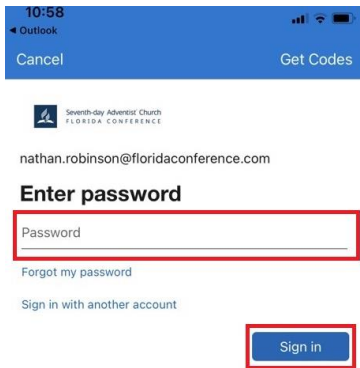 10:58
◀ Outlook
Cancel Get Codes
Seventh-day Adventist Church
FLORIDA CONFERENCE
nathan.robinson@floridaconference.com
Enter password
Password
Forgot my password
Sign in with another account
Sign in